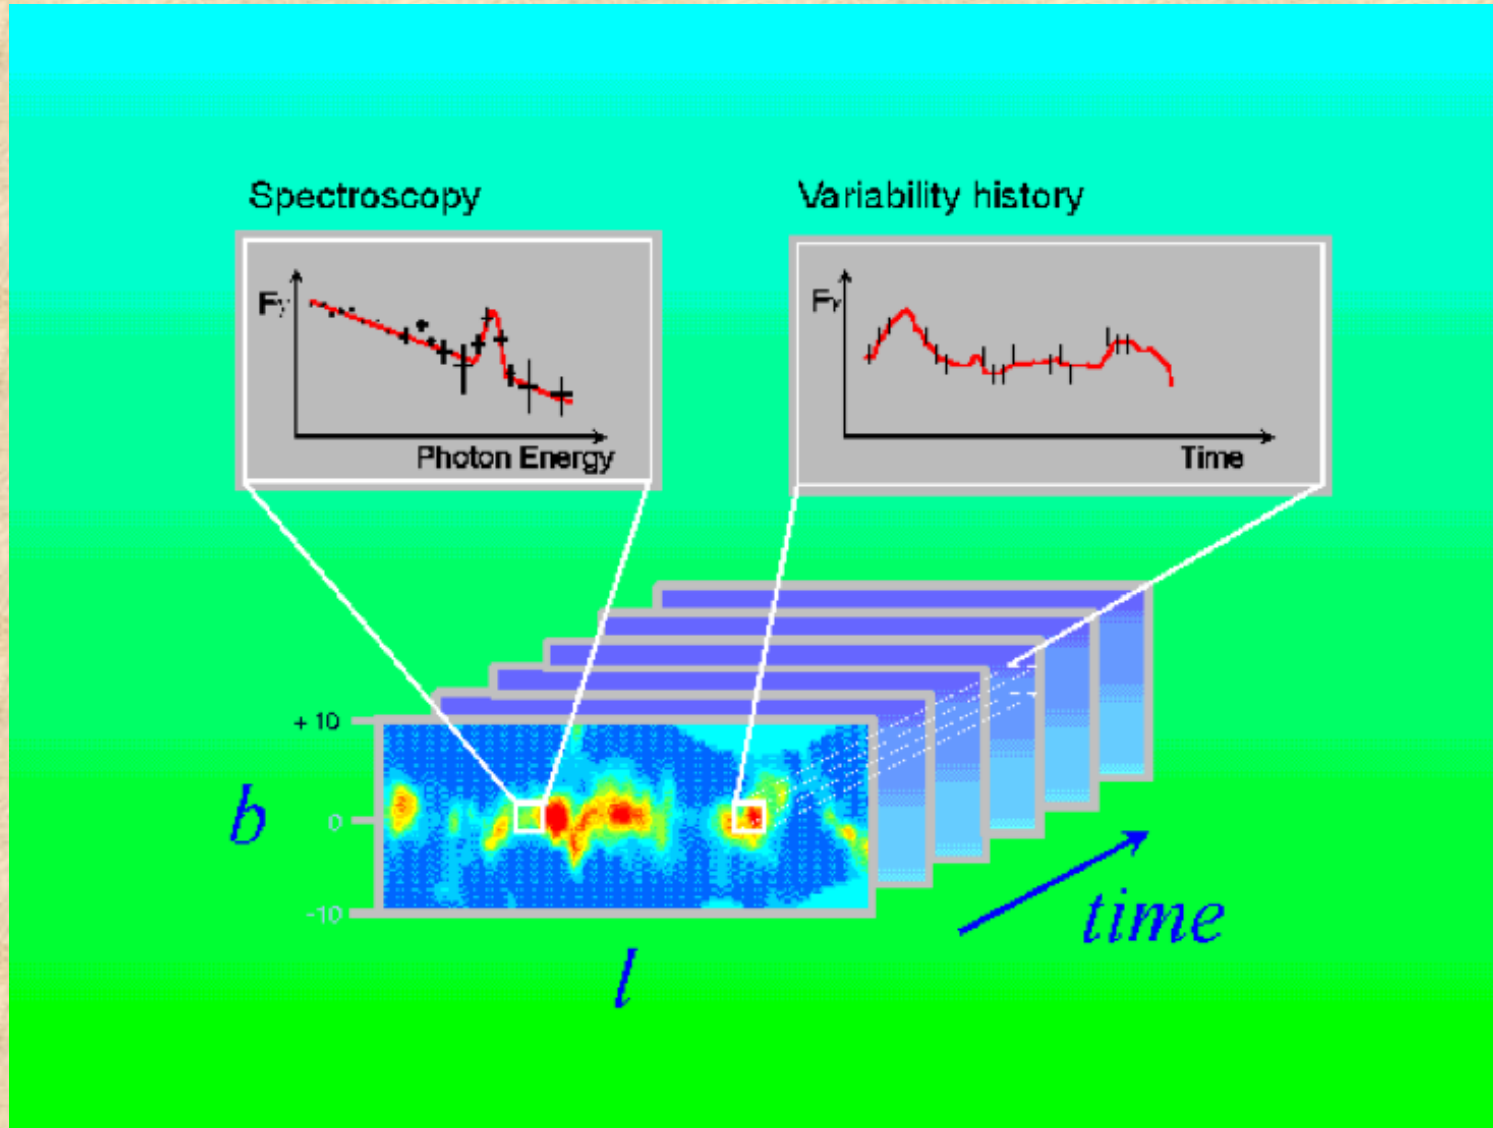 Spectroscopy
Variability history
Fγ
Photon Energy
Fγ
Time
+ 10
b
0
-10
time
l